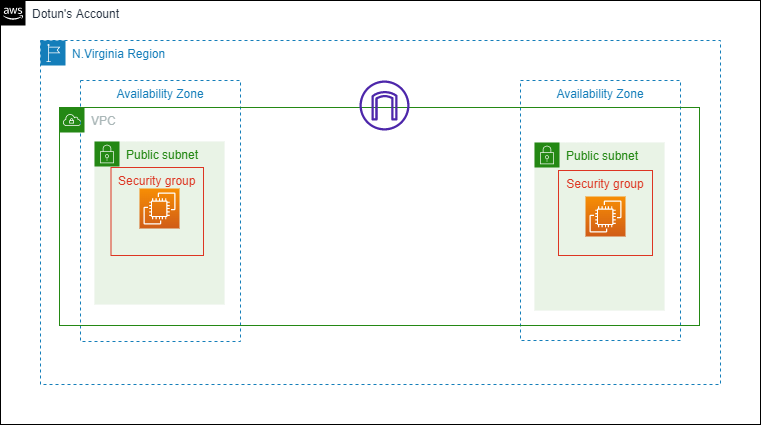 aws
Dotun's Account
N.Virginia Region
Availability Zone
Availability Zone
VPC
Public subnet
Public subnet
Security group
Security group